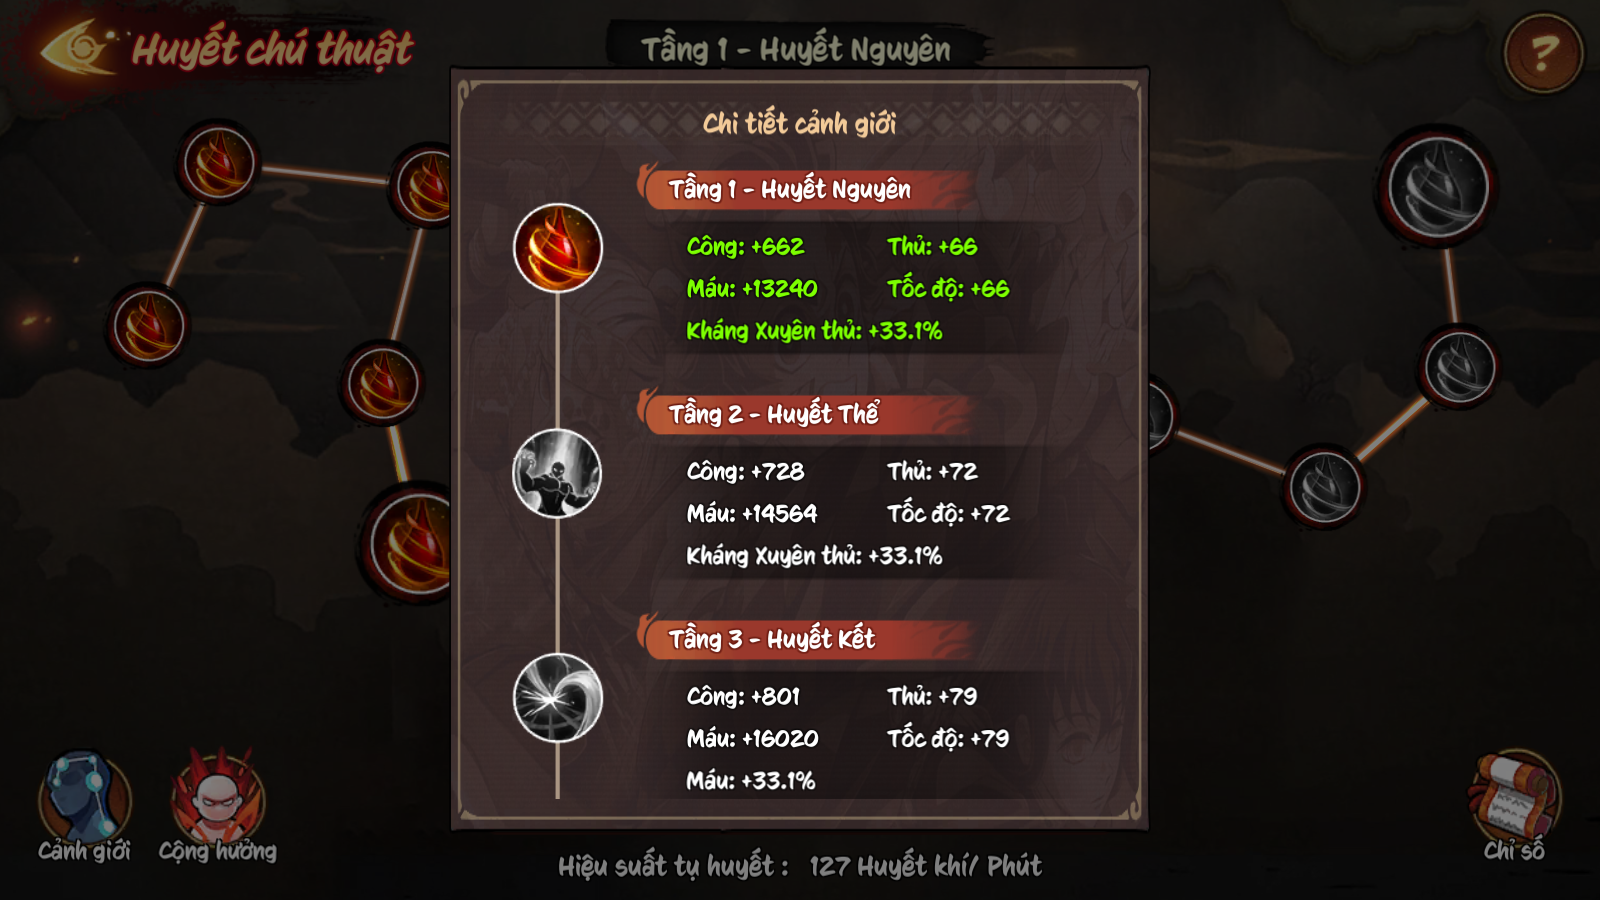 Huyết chú thuật
Tầng 1 - Huyết Nguyên
?
Chi tiết cảnh giới
Tầng 1 - Huyết Nguyên
Công: +662 Thủ: +66
Máu: +13240 Tốc độ: +66
Kháng Xuyên thủ: +33.1%
Tầng 2 - Huyết Thể
Công: +728 Thủ: +72
Máu: +14564 Tốc độ: +72
Kháng Xuyên thủ: +33.1%
Tầng 3 - Huyết Kết
Công: +801 Thủ: +79
Máu: +16020 Tốc độ: +79
Máu: +33.1%
Cảnh giới
Cộng hưởng
Chỉ số
Hiệu suất tụ huyết : 127 Huyết khí/ Phút